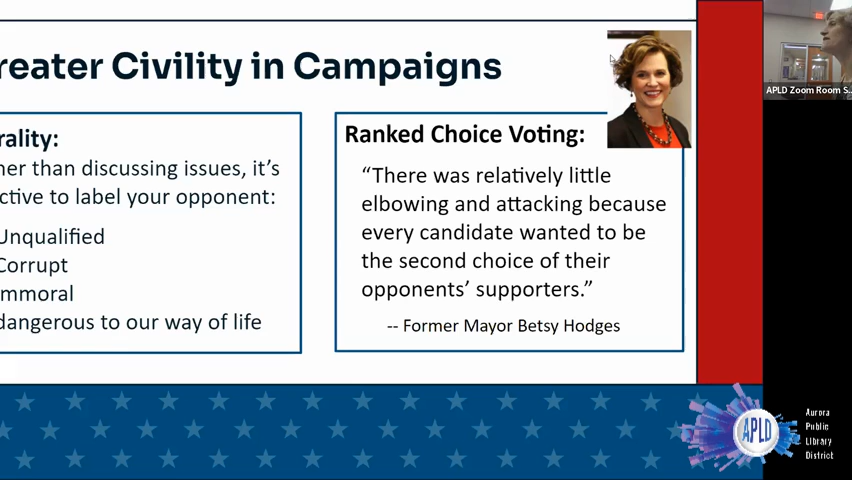 reater Civility in Campaigns
rality:
ner than discussing issues, it’s
ctive to label your opponent:
Unqualified
Corrupt
mmoral
dangerous to our way of life
Ranked Choice Voting:
“There was relatively little
elbowing and attacking because
every candidate wanted to be
the second choice of their
opponents’ supporters.”
-- Former Mayor Betsy Hodges
APLD Zoom Room S...
APLD
Aurora
Public
Library
District